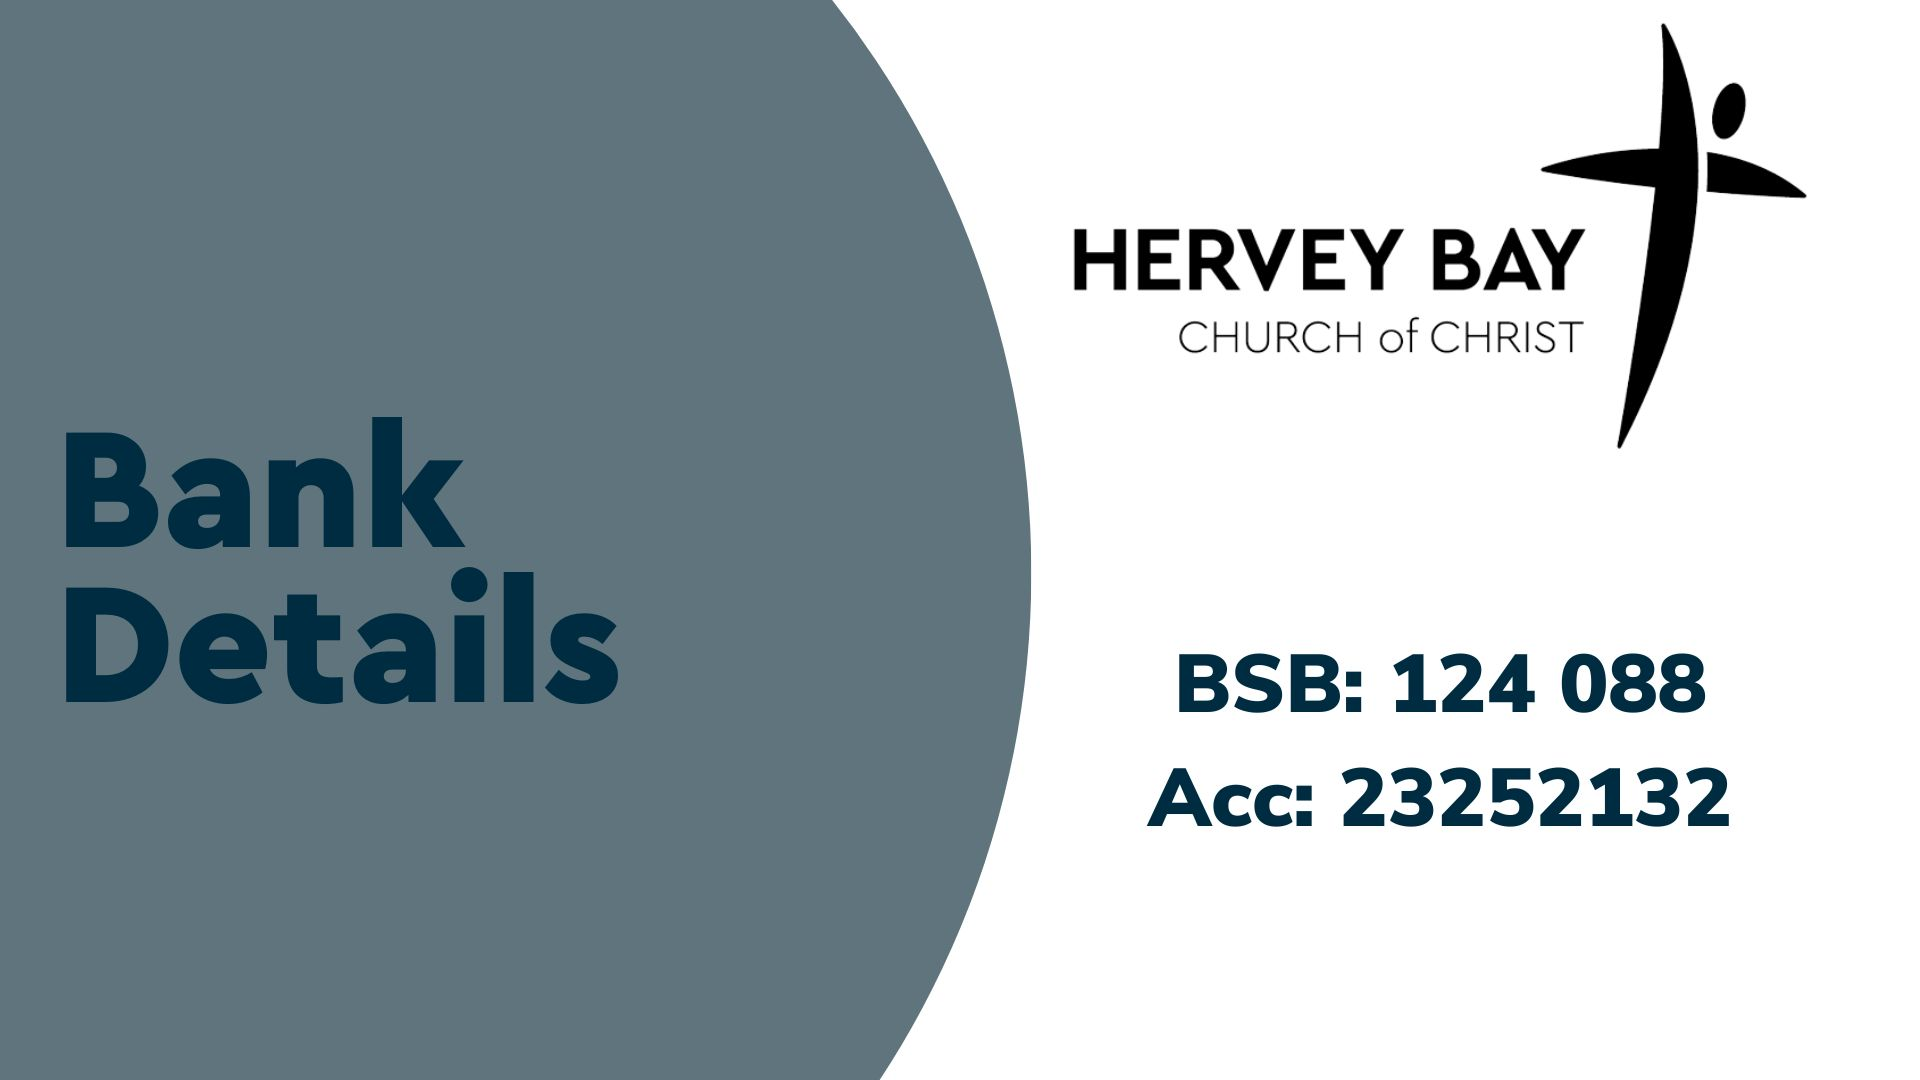 Bank
Details
HERVEY BAY
CHURCH of CHRIST
BSB: 124 088
Acc: 23252132